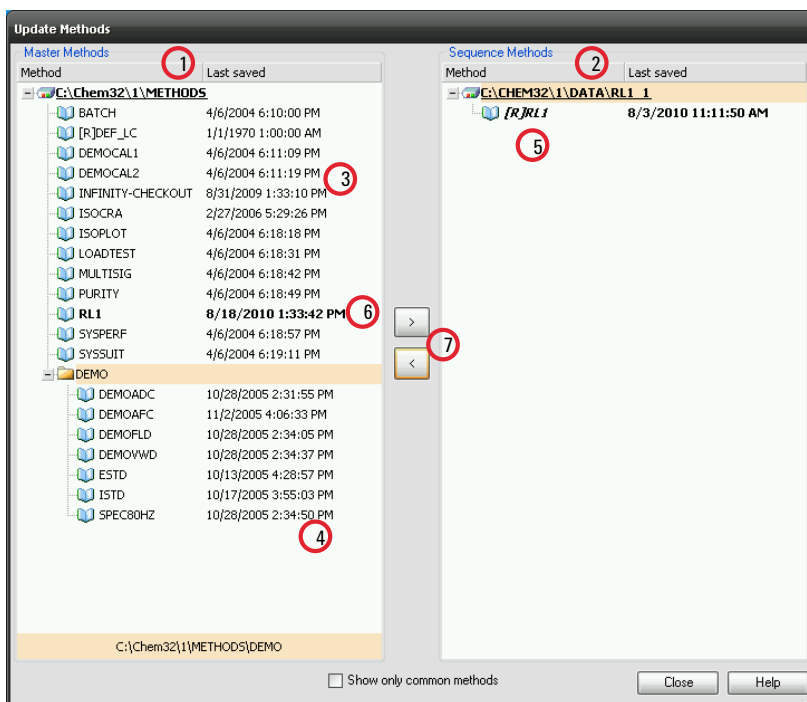 Update Methods
Master Methods
1
Method Last saved
C:\Chem32\1\METHODS
BATCH 4/6/2004 6:10:00 PM
[R]DEF_LC 1/1/1970 1:00:00 AM
DEMOCAL1 4/6/2004 6:11:09 PM
DEMOCAL2 4/6/2004 6:11:19 PM
3
INFINITY-CHECKOUT 8/31/2009 1:33:10 PM
ISOCRA 2/27/2006 5:29:26 PM
ISOPLOT 4/6/2004 6:18:18 PM
LOADTEST 4/6/2004 6:18:31 PM
MULTISIG 4/6/2004 6:18:42 PM
PURITY 4/6/2004 6:18:49 PM
RL1 8/18/2010 1:33:42 PM 6
SYSPERF 4/6/2004 6:18:57 PM
SYSSUIT 4/6/2004 6:19:11 PM
DEMO
DEMOADC 10/28/2005 2:31:55 PM
DEMOAFC 11/2/2005 4:06:33 PM
DEMOFLD 10/28/2005 2:34:05 PM
DEMOVWD 10/28/2005 2:34:37 PM
ESTD 10/13/2005 4:28:57 PM
ISTD 10/17/2005 3:55:03 PM
SPEC80HZ 10/28/2005 2:34:50 PM
4
C:\Chem32\1\METHODS\DEMO
>
7
<
Sequence Methods
2
Method Last saved
C:\CHEM32\1\DATA\RL1_1
[R]RL1 8/3/2010 11:11:50 AM
5
Show only common methods
Close Help